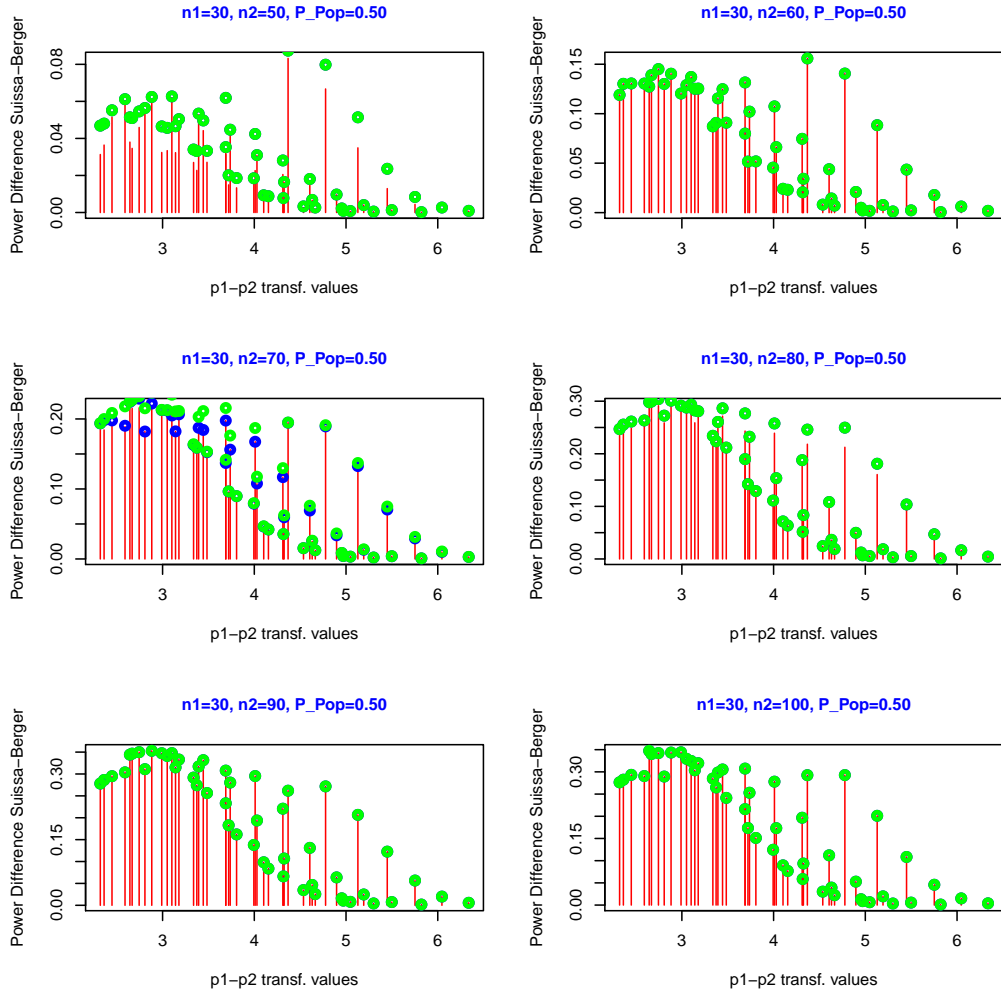 n1=30, n2=50, P_Pop=0.50
Power Difference Suissa−Berger
0.08
0.04
0.00
3 4 5 6
p1−p2 transf. values
n1=30, n2=60, P_Pop=0.50
Power Difference Suissa−Berger
0.15
0.10
0.05
0.00
3 4 5 6
p1−p2 transf. values
n1=30, n2=70, P_Pop=0.50
Power Difference Suissa−Berger
0.20
0.10
0.00
3 4 5 6
p1−p2 transf. values
n1=30, n2=80, P_Pop=0.50
Power Difference Suissa−Berger
0.30
0.20
0.10
0.00
3 4 5 6
p1−p2 transf. values
n1=30, n2=90, P_Pop=0.50
Power Difference Suissa−Berger
0.30
0.15
0.00
3 4 5 6
p1−p2 transf. values
n1=30, n2=100, P_Pop=0.50
Power Difference Suissa−Berger
0.30
0.15
0.00
3 4 5 6
p1−p2 transf. values